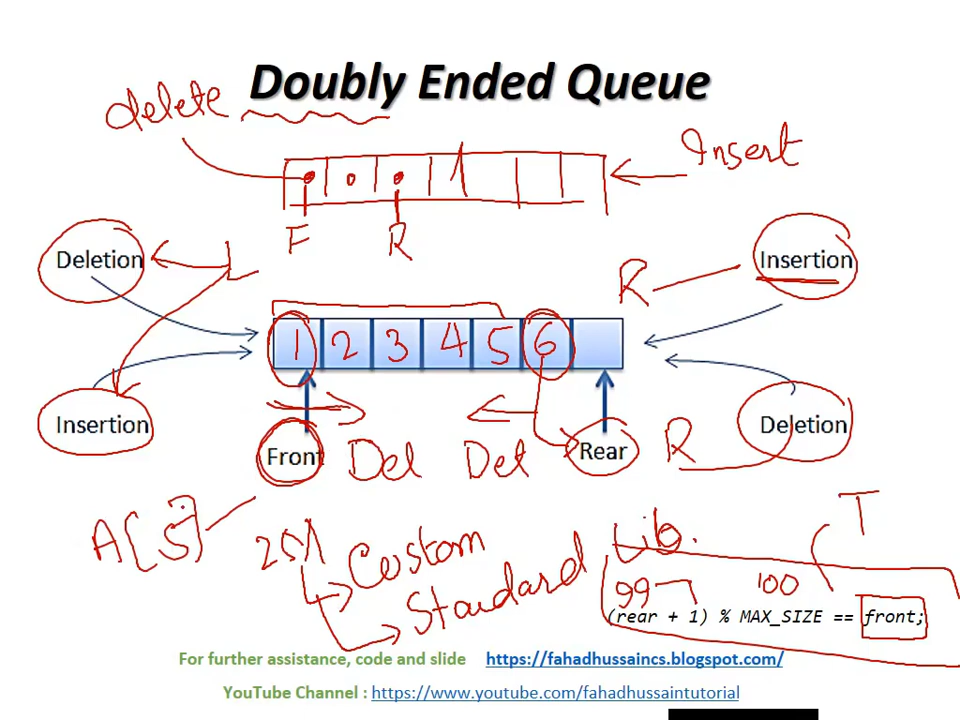 Doubly Ended Queue
delete
Insert
F R
Deletion L R Insertion
1 2 3 4 5 6
Insertion Deletion
Front Del Del Rear R
A[5] Lib. T
Custom
Standard
99 100
(rear + 1) % MAX_SIZE == front;
For further assistance, code and slide https://fahadhussaincs.blogspot.com/
YouTube Channel : https://www.youtube.com/fahadhussaintutorial